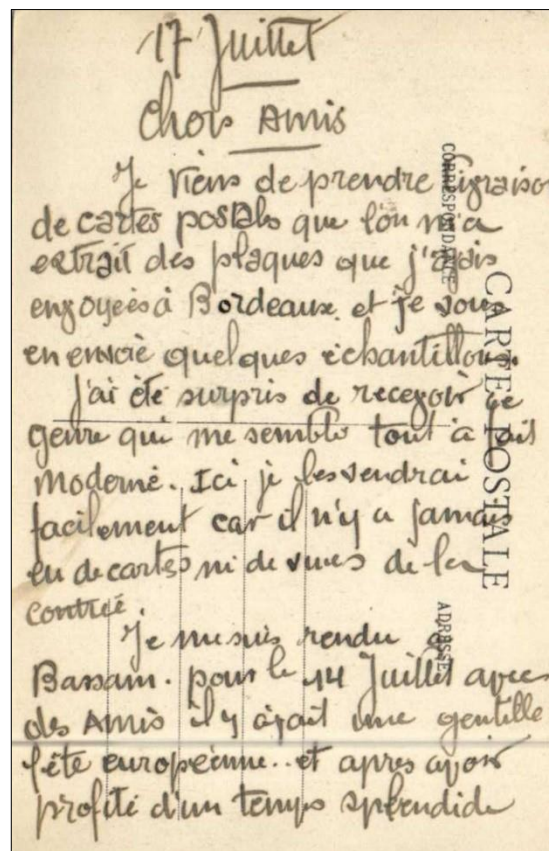 17 Juillet
Chers Amis
Je viens de prendre livraison
de cartes postales que l'on m'a
extrait des plaques que j'avais
envoyées à Bordeaux. et je vous
en envoie quelques échantillons.
j'ai été surpris de recevoir ce
genre qui me semble tout à fait
moderne. Ici je les vendrai
facilement car il n'y a jamais
eu de cartes ni de vues de la
contrée.
Je me suis rendu à
Bassam. pour le 14 Juillet avec
des Amis il y avait une gentille
fête européenne.. et apres avoir
profité d'un temps splendide
CORRESPONDANCE
CARTE POSTALE
ADRESSE